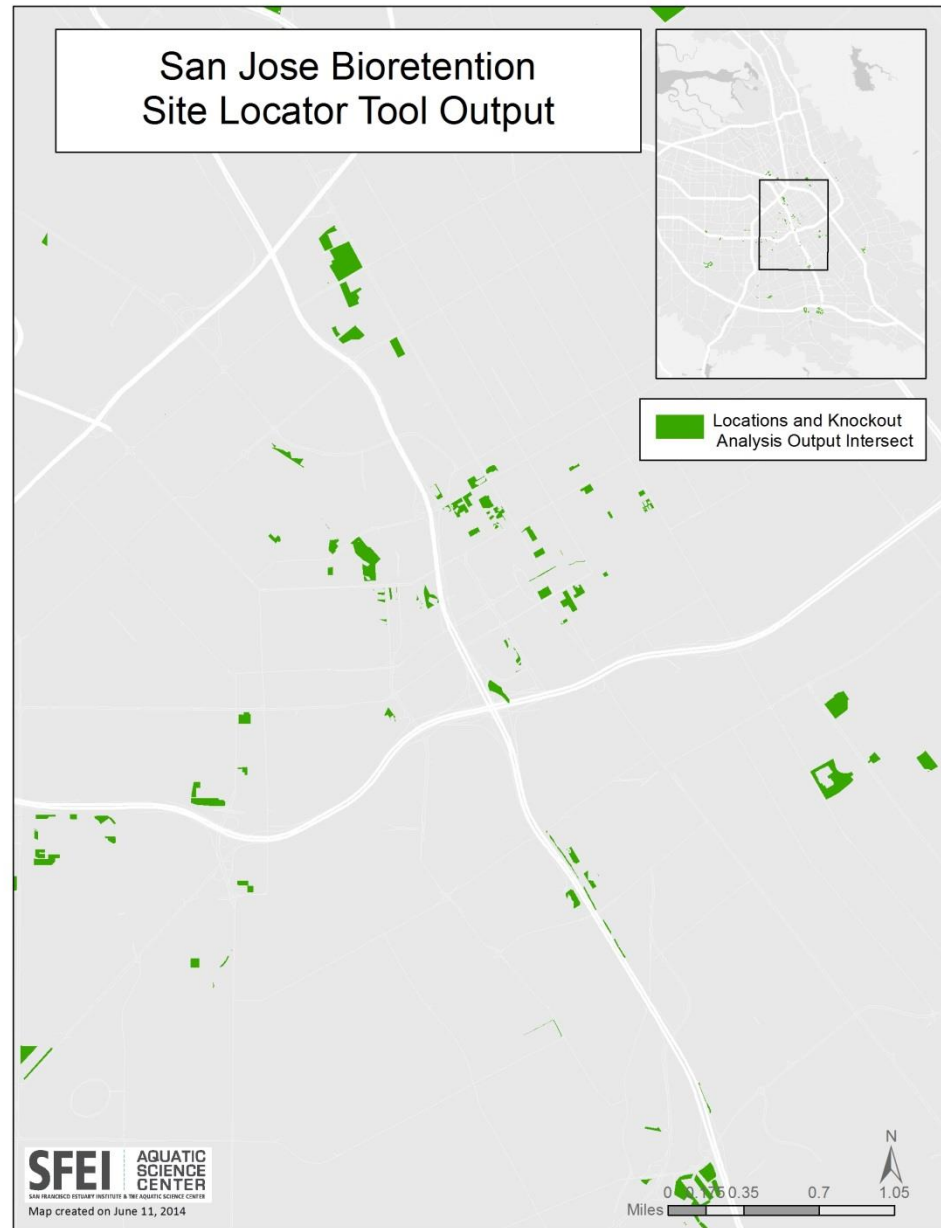 San Jose Bioretention
Site Locator Tool Output
Locations and Knockout
Analysis Output Intersect
SFEI
AQUATIC
SCIENCE
CENTER
SAN FRANCISCO ESTUARY INSTITUTE & THE AQUATIC SCIENCE CENTER
Map created on June 11, 2014
N
0 0.175 0.35 0.7 1.05
Miles